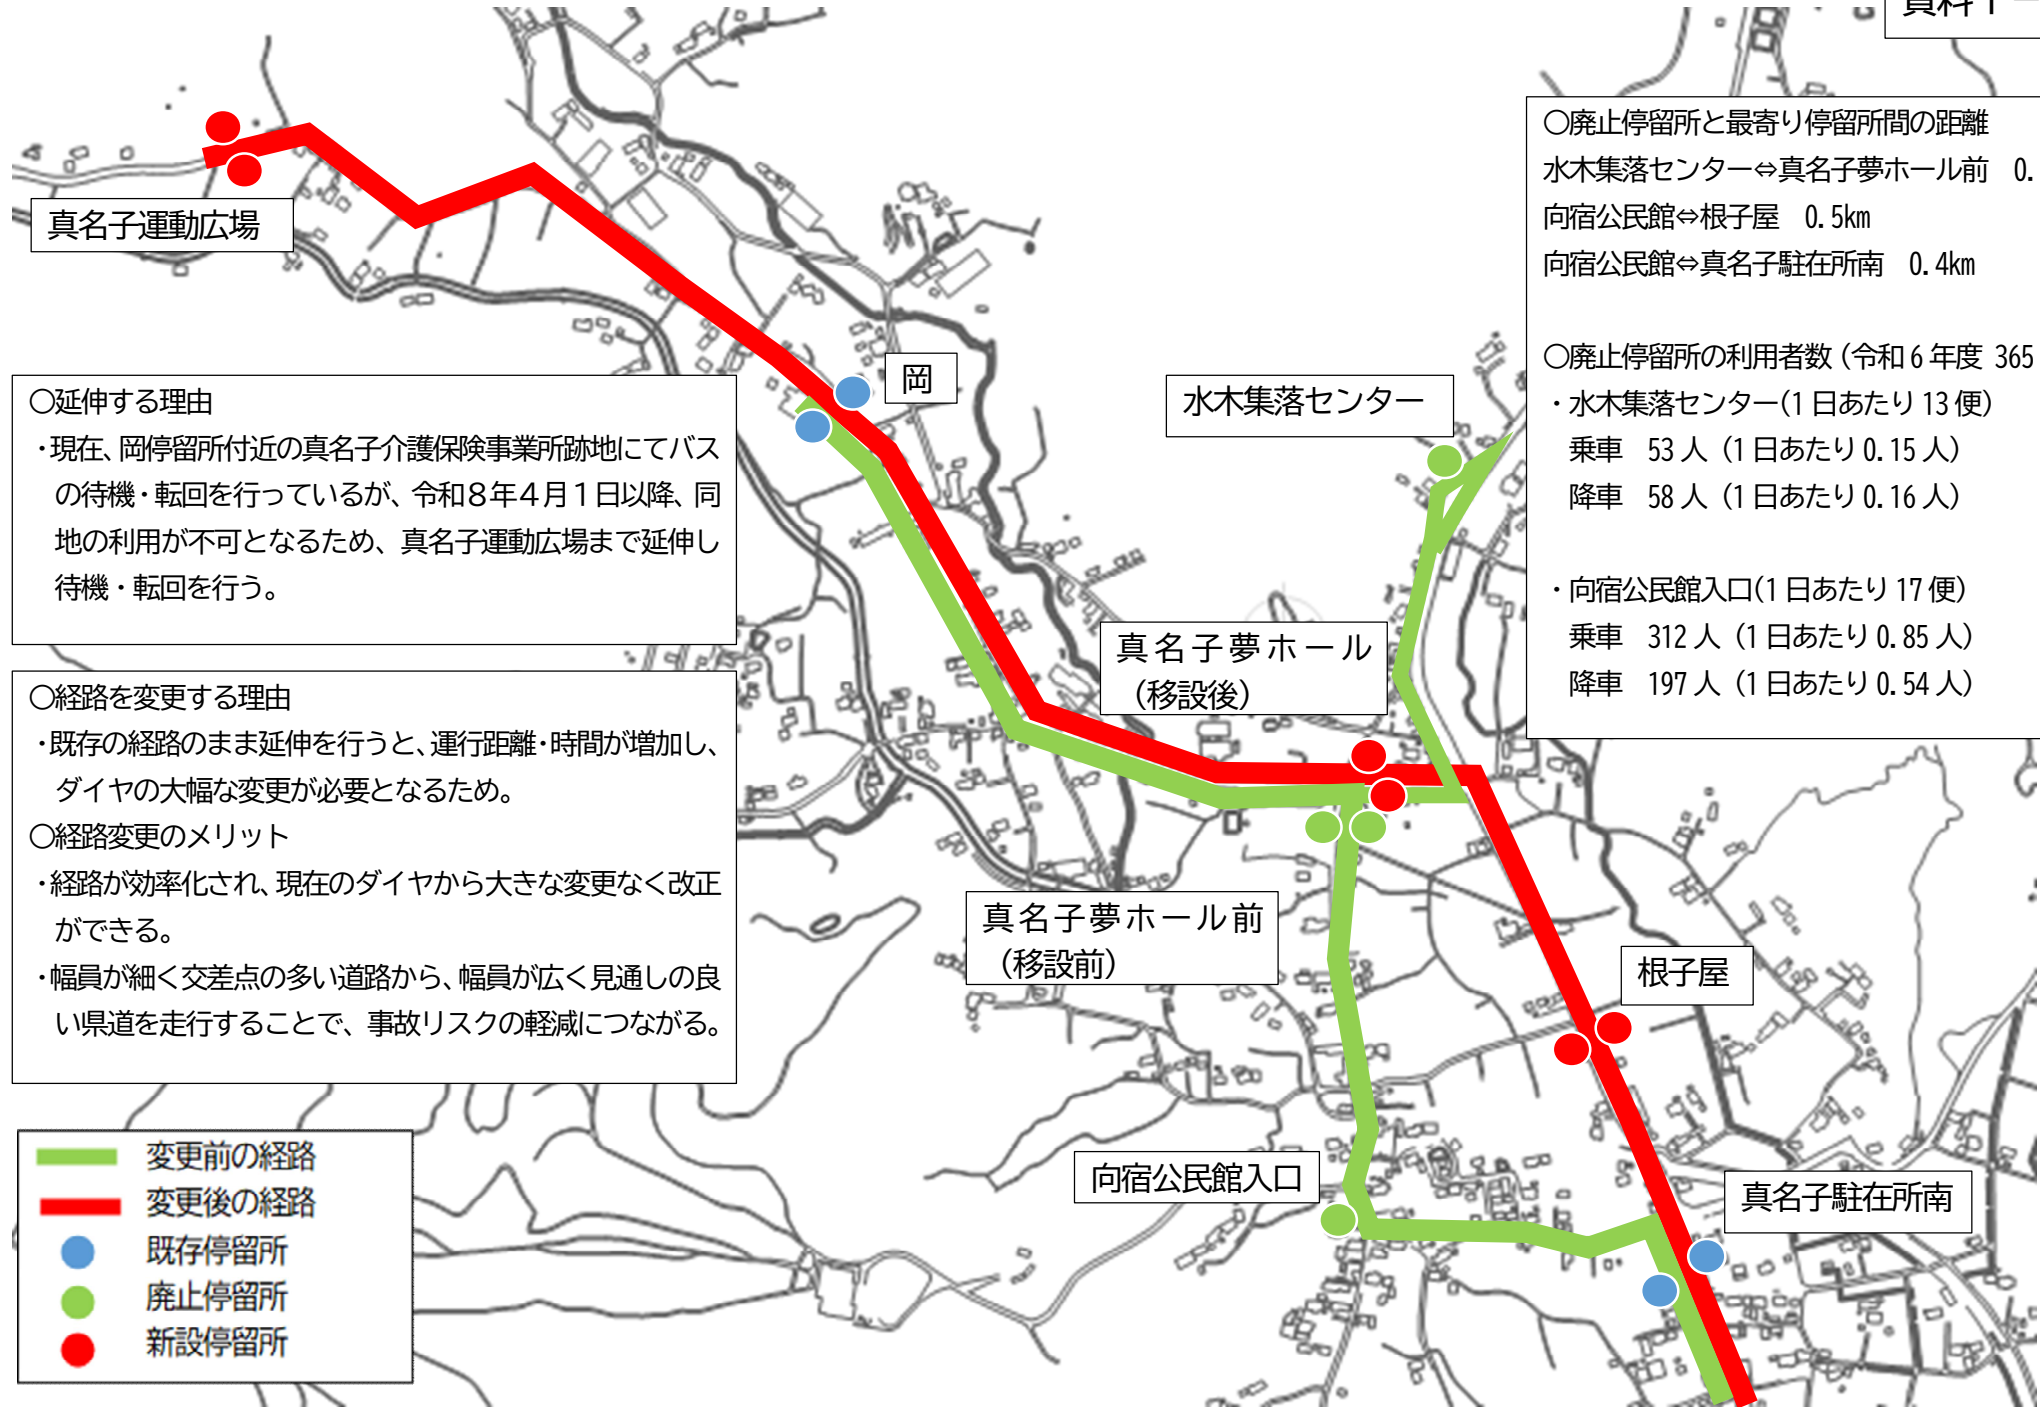 資料1－
真名子運動広場
○廃止停留所と最寄り停留所間の距離
水木集落センター⇔真名子夢ホール前　0.
向宿公民館⇔根子屋　0.5km
向宿公民館⇔真名子駐在所南　0.4km
○廃止停留所の利用者数（令和6年度 365
・水木集落センター(1日あたり13便)
乗車　53人（1日あたり0.15人）
降車　58人（1日あたり0.16人）
・向宿公民館入口(1日あたり17便)
乗車　312人（1日あたり0.85人）
降車　197人（1日あたり0.54人）
岡
水木集落センター
○延伸する理由
・現在、岡停留所付近の真名子介護保険事業所跡地にてバス
の待機・転回を行っているが、令和８年４月１日以降、同
地の利用が不可となるため、真名子運動広場まで延伸し
待機・転回を行う。
真名子夢ホール
（移設後）
○経路を変更する理由
・既存の経路のまま延伸を行うと、運行距離・時間が増加し、
ダイヤの大幅な変更が必要となるため。
○経路変更のメリット
・経路が効率化され、現在のダイヤから大きな変更なく改正
ができる。
・幅員が細く交差点の多い道路から、幅員が広く見通しの良
い県道を走行することで、事故リスクの軽減につながる。
真名子夢ホール前
（移設前）
根子屋
向宿公民館入口
真名子駐在所南
変更前の経路
変更後の経路
既存停留所
廃止停留所
新設停留所